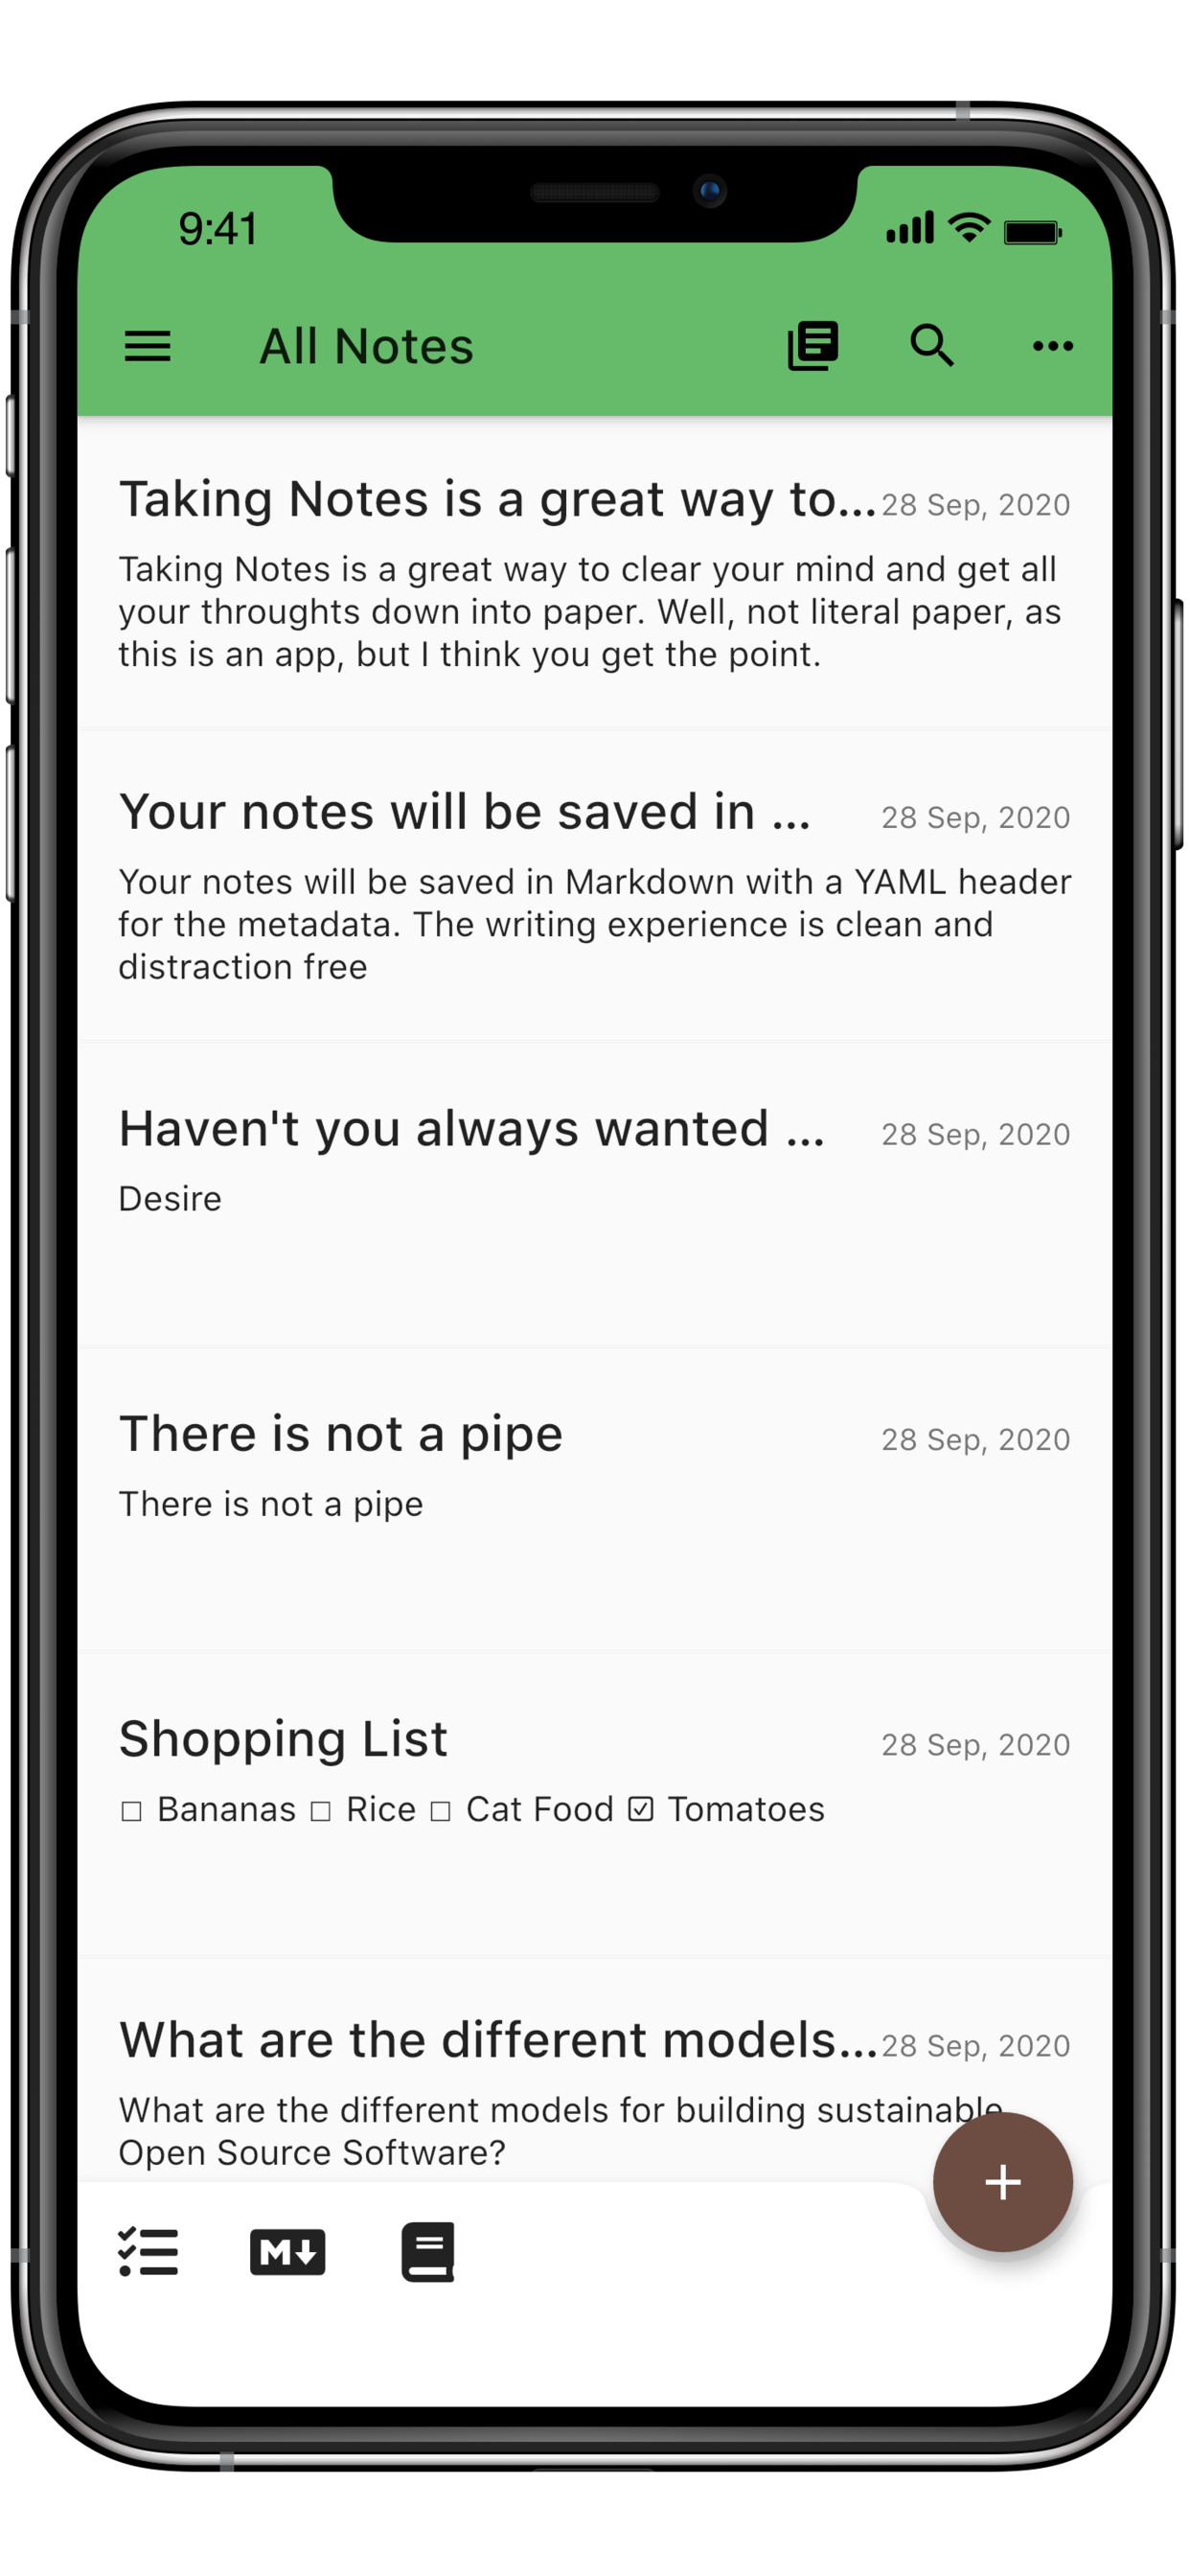 9:41
All Notes
Taking Notes is a great way to... 28 Sep, 2020
Taking Notes is a great way to clear your mind and get all
your throughts down into paper. Well, not literal paper, as
this is an app, but I think you get the point.
Your notes will be saved in ... 28 Sep, 2020
Your notes will be saved in Markdown with a YAML header
for the metadata. The writing experience is clean and
distraction free
Haven't you always wanted ... 28 Sep, 2020
Desire
There is not a pipe 28 Sep, 2020
There is not a pipe
Shopping List 28 Sep, 2020
☐ Bananas ☐ Rice ☐ Cat Food ☑ Tomatoes
What are the different models... 28 Sep, 2020
What are the different models for building sustainable
Open Source Software?
M